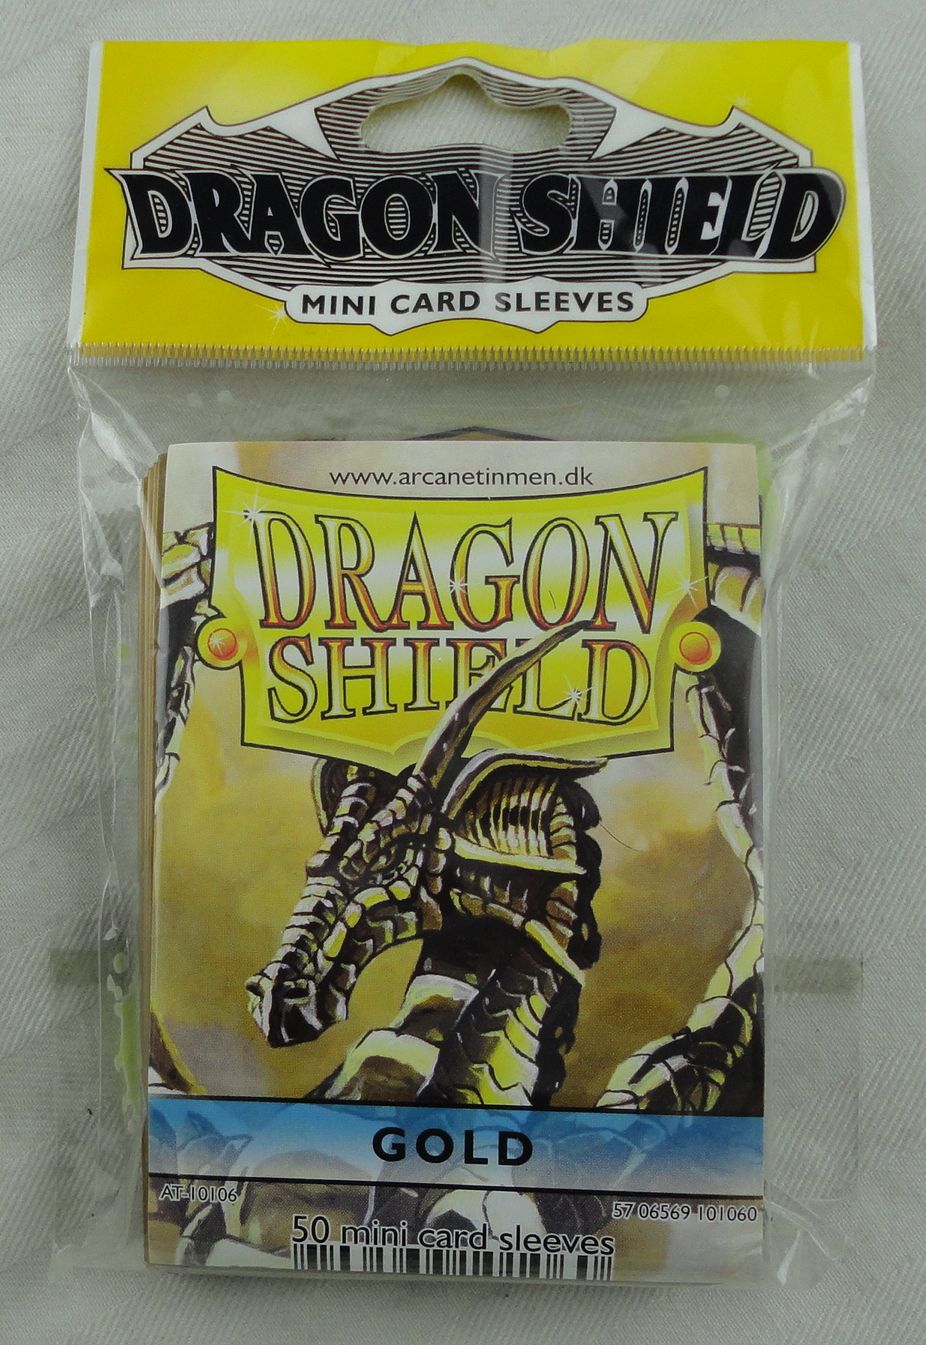 DRAGON SHIELD
MINI CARD SLEEVES
www.arcanetinmen.dk
DRAGON
SHIELD
GOLD
AT-10106
57 06569 101060
50 mini card sleeves